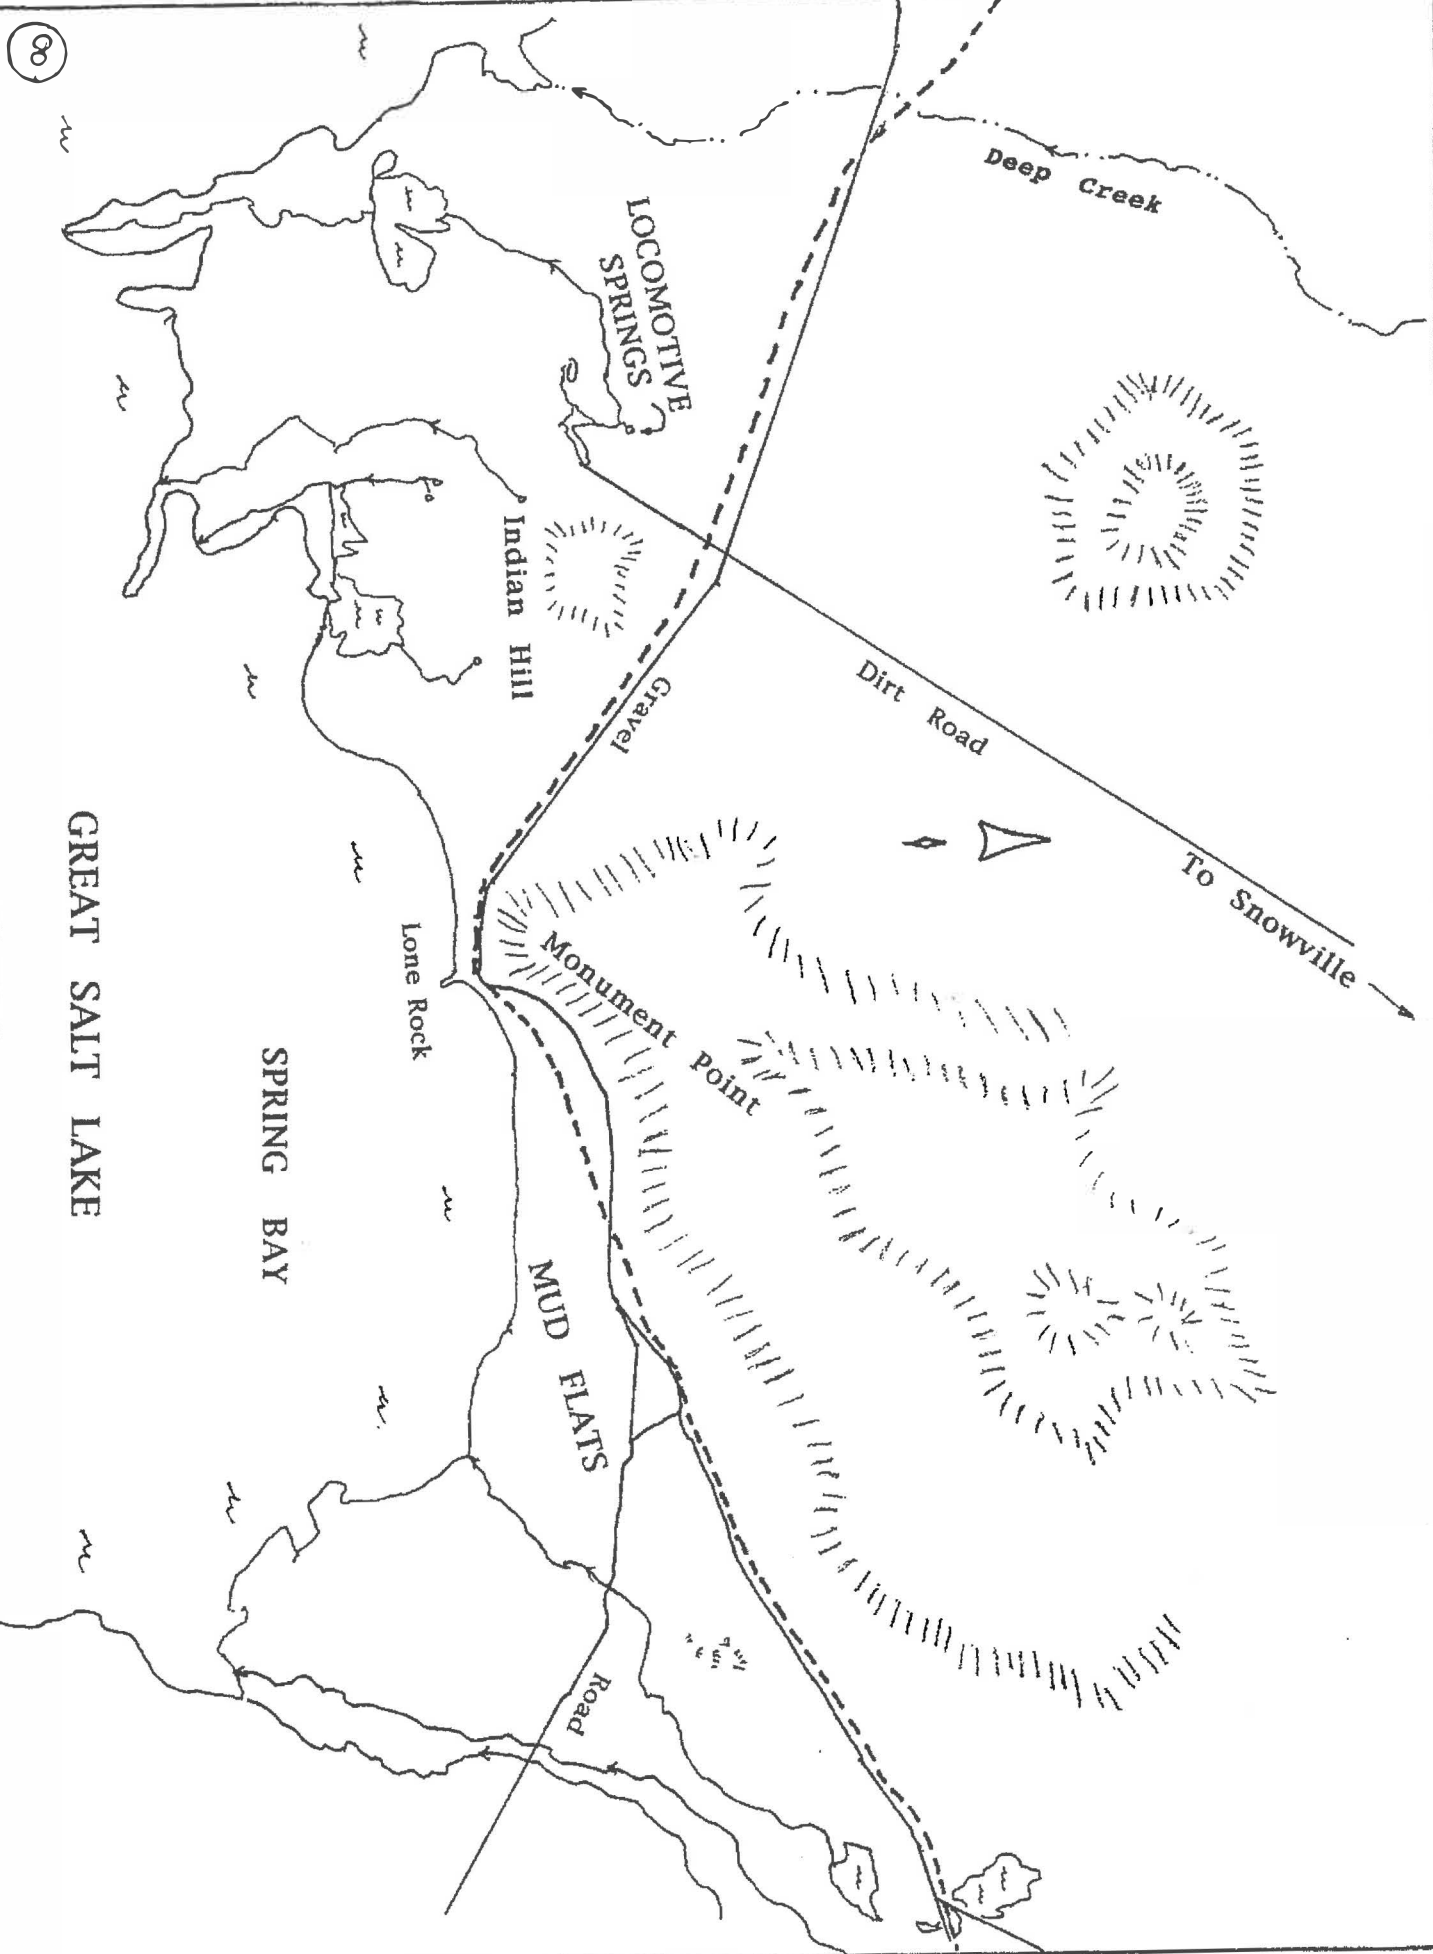 8
Deep Creek
LOCOMOTIVE
SPRINGS
Indian Hill
Gravel
Dirt Road
To Snowville
Monument Point
Lone Rock
GREAT SALT LAKE
SPRING BAY
MUD FLATS
Road